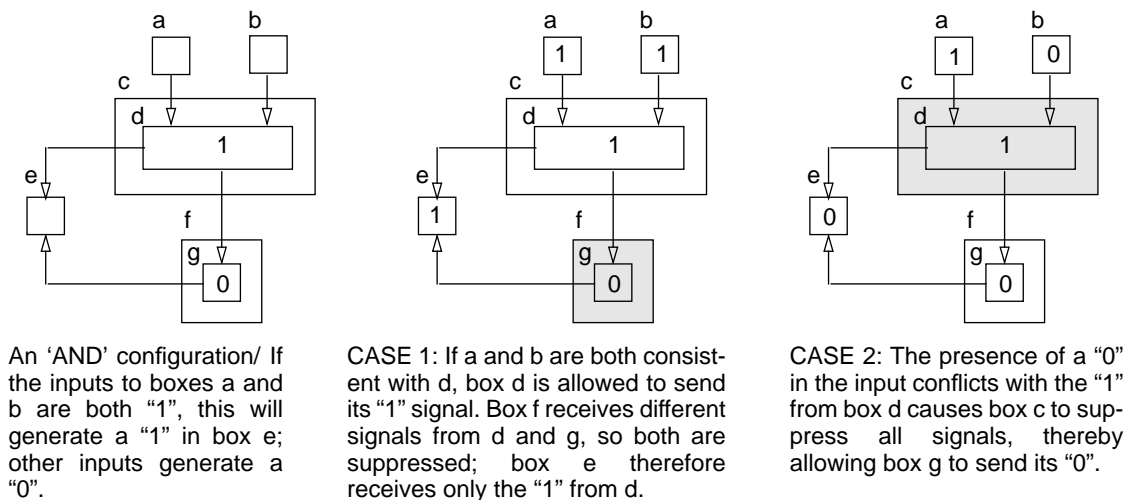 a b
c
d
1
e
f
g
0
a b
1 1
c
d
1
e
1
f
g
0
a b
1 0
c
d
1
e
0
f
g
0
An ‘AND’ configuration/ If
the inputs to boxes a and
b are both “1”, this will
generate a “1” in box e;
other inputs generate a
“0”.
CASE 1: If a and b are both consist-
ent with d, box d is allowed to send
its “1” signal. Box f receives different
signals from d and g, so both are
suppressed; box e therefore
receives only the “1” from d.
CASE 2: The presence of a “0”
in the input conflicts with the “1”
from box d causes box c to sup-
press all signals, thereby
allowing box g to send its “0”.